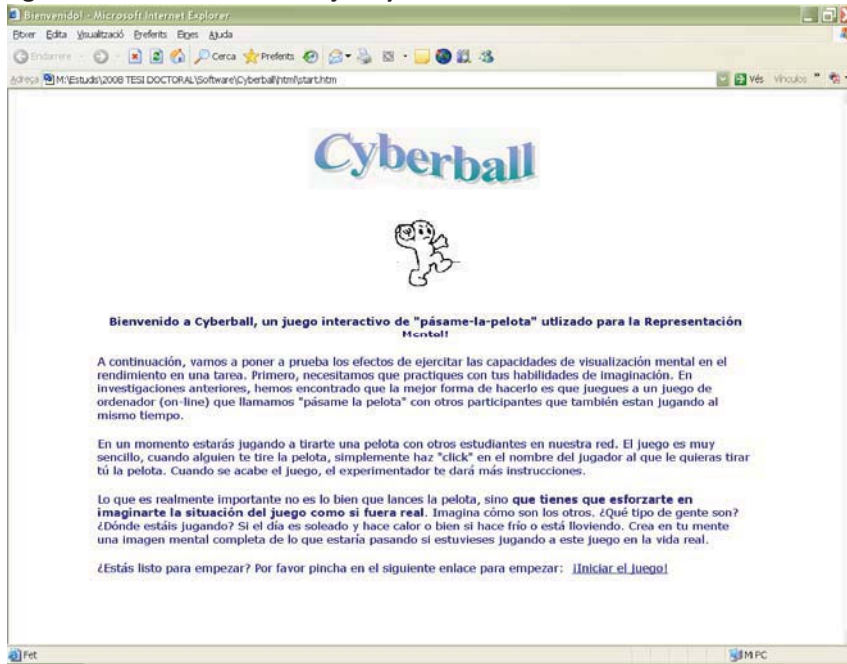 Bienvenido! - Microsoft Internet Explorer
Edita Visualització Preferits Eines Ajuda
Endarrere Cerca Preferits
Adreça M:\Estudis\2008 TESI DOCTORAL\Software\Cyberball\html\start.htm Vés Vínculos
Cyberball
Bienvenido a Cyberball, un juego interactivo de "pásame-la-pelota" utlizado para la Representación
Mental!
A continuación, vamos a poner a prueba los efectos de ejercitar las capacidades de visualización mental en el
rendimiento en una tarea. Primero, necesitamos que practiques con tus habilidades de imaginación. En
investigaciones anteriores, hemos encontrado que la mejor forma de hacerlo es que juegues a un juego de
ordenador (on-line) que llamamos "pásame la pelota" con otros participantes que también estan jugando al
mismo tiempo.
En un momento estarás jugando a tirarte una pelota con otros estudiantes en nuestra red. El juego es muy
sencillo, cuando alguien te tire la pelota, simplemente haz "click" en el nombre del jugador al que le quieras tirar
tú la pelota. Cuando se acabe el juego, el experimentador te dará más instrucciones.
Lo que es realmente importante no es lo bien que lances la pelota, sino que tienes que esforzarte en
imaginarte la situación del juego como si fuera real. Imagina cómo son los otros. ¿Qué tipo de gente son?
¿Dónde estáis jugando? Si el día es soleado y hace calor o bien si hace frío o está lloviendo. Crea en tu mente
una imagen mental completa de lo que estaría pasando si estuvieses jugando a este juego en la vida real.
¿Estás listo para empezar? Por favor pincha en el siguiente enlace para empezar: ¡Iniciar el juego!
Fet Mi PC